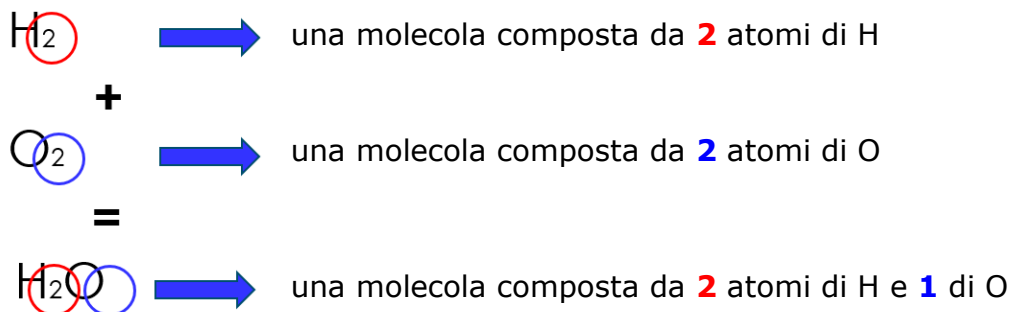 H2 una molecola composta da 2 atomi di H
+
O2 una molecola composta da 2 atomi di O
=
H2O una molecola composta da 2 atomi di H e 1 di O